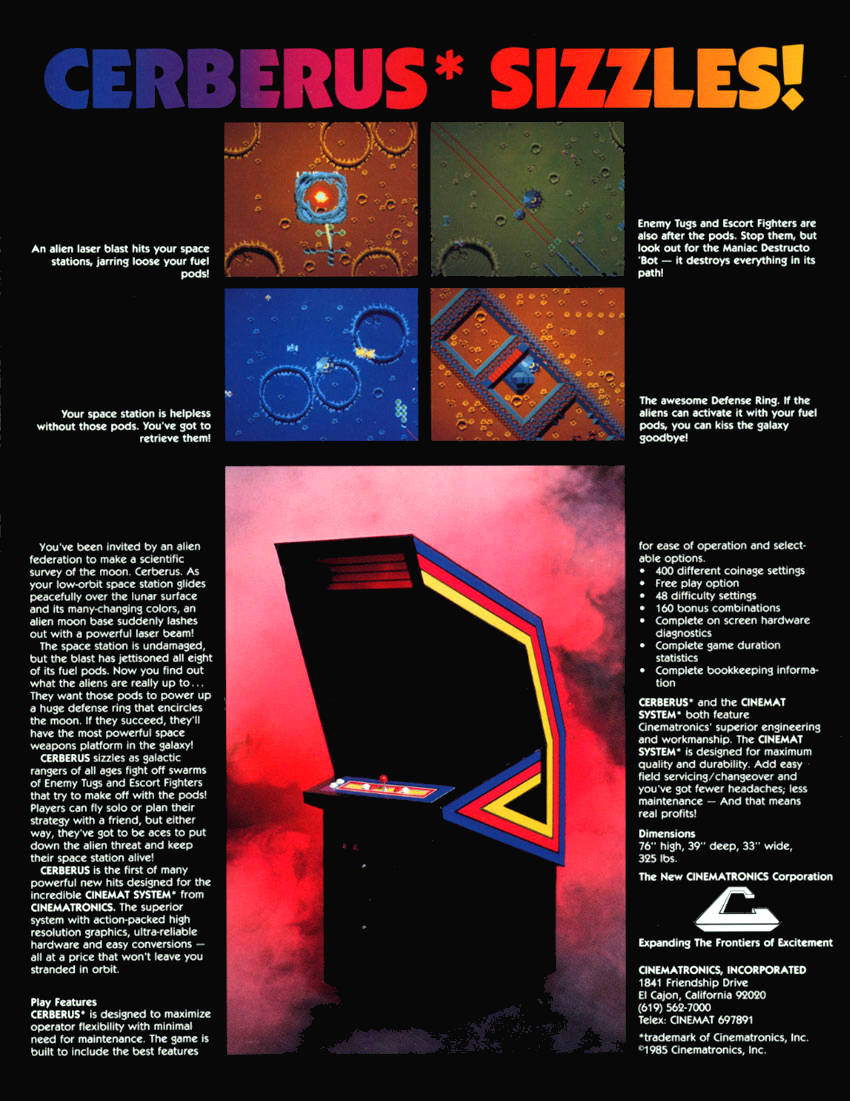 CERBERUS* SIZZLES!
An alien laser blast hits your space
stations, jarring loose your fuel
pods!
Enemy Tugs and Escort Fighters are
also after the pods. Stop them, but
look out for the Maniac Destructo
'Bot — it destroys everything in its
path!
Your space station is helpless
without those pods. You've got to
retrieve them!
The awesome Defense Ring. If the
aliens can activate it with your fuel
pods, you can kiss the galaxy
goodbye!
You've been invited by an alien
federation to make a scientific
survey of the moon. Cerberus. As
your low-orbit space station glides
peacefully over the lunar surface
and its many-changing colors, an
alien moon base suddenly lashes
out with a powerful laser beam!
The space station is undamaged,
but the blast has jettisoned all eight
of its fuel pods. Now you find out
what the aliens are really up to...
They want those pods to power up
a huge defense ring that encircles
the moon. If they succeed, they'll
have the most powerful space
weapons platform in the galaxy!
CERBERUS sizzles as galactic
rangers of all ages fight off swarms
of Enemy Tugs and Escort Fighters
that try to make off with the pods!
Players can fly solo or plan their
strategy with a friend, but either
way, they've got to be aces to put
down the alien threat and keep
their space station alive!
CERBERUS is the first of many
powerful new hits designed for the
incredible CINEMAT SYSTEM* from
CINEMATRONICS. The superior
system with action-packed high
resolution graphics, ultra-reliable
hardware and easy conversions —
all at a price that won't leave you
stranded in orbit.
Play Features
CERBERUS* is designed to maximize
operator flexibility with minimal
need for maintenance. The game is
built to include the best features
for ease of operation and select-
able options.
• 400 different coinage settings
• Free play option
• 48 difficulty settings
• 160 bonus combinations
• Complete on screen hardware
diagnostics
• Complete game duration
statistics
• Complete bookkeeping informa-
tion
CERBERUS* and the CINEMAT
SYSTEM* both feature
Cinematronics' superior engineering
and workmanship. The CINEMAT
SYSTEM* is designed for maximum
quality and durability. Add easy
field servicing/changeover and
you've got fewer headaches; less
maintenance — And that means
real profits!
Dimensions
76" high, 39" deep, 33" wide,
325 lbs.
The New CINEMATRONICS Corporation
Expanding The Frontiers of Excitement
CINEMATRONICS, INCORPORATED
1841 Friendship Drive
El Cajon, California 92020
(619) 562-7000
Telex: CINEMAT 697891
*trademark of Cinematronics, Inc.
©1985 Cinematronics, Inc.